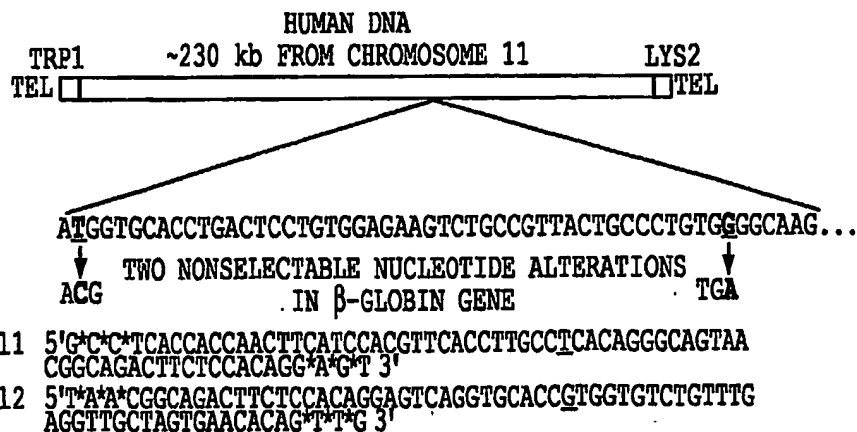 HUMAN DNA
TRP1 ~230 kb FROM CHROMOSOME 11 LYS2
TEL TEL
ATGGTGCACCTGACTCCTGTGGAGAAGTCTGCCGTTACTGCCCTGTGGGGCAAG...
TWO NONSELECTABLE NUCLEOTIDE ALTERATIONS
ACG IN β-GLOBIN GENE TGA
11 5'G*C*C*TCACCACCAACTTCATCCACGTTCACCTTGCCTCACAGGGCAGTAA
CGGCAGACTTCTCCACAGG*A*G*T 3'
12 5'T*A*A*CGGCAGACTTCTCCACAGGAGTCAGGTGCACCGTGGTGTCTGTTTG
AGGTTGCTAGTGAACACAG*T*T*G 3'